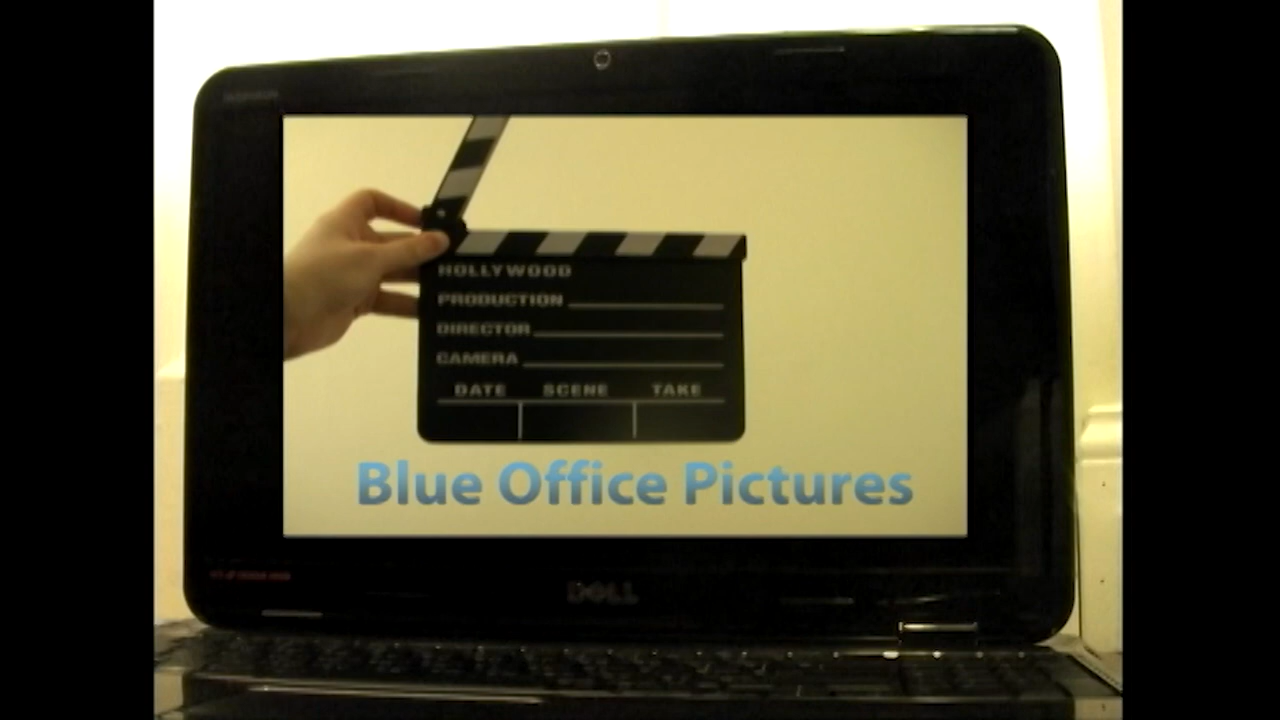 HOLLYWOOD
PRODUCTION
DIRECTOR
CAMERA
DATE SCENE TAKE
Blue Office Pictures
DELL